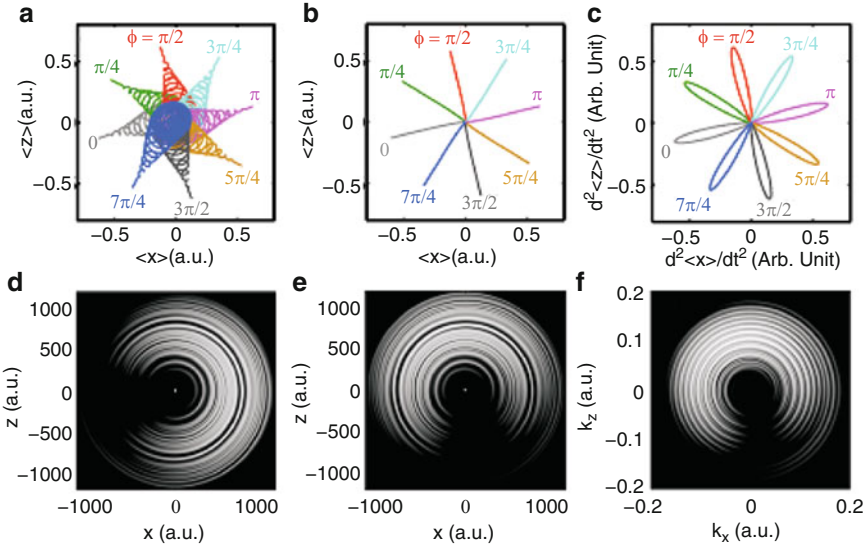 a
<z>(a.u.)
0.5
0
−0.5
−0.5
0
0.5
<x>(a.u.)
ϕ = π/2
3π/4
π/4
π
0
5π/4
7π/4
3π/2
b
<z>(a.u.)
0.5
0
−0.5
−0.5
0
0.5
<x>(a.u.)
ϕ = π/2
3π/4
π/4
π
0
5π/4
7π/4
3π/2
c
d²<z>/dt² (Arb. Unit)
0.5
0
−0.5
−0.5
0
0.5
d²<x>/dt² (Arb. Unit)
ϕ = π/2
3π/4
π/4
π
0
5π/4
7π/4
3π/2
d
z (a.u.)
1000
500
0
−500
−1000
−1000
0
1000
x (a.u.)
e
z (a.u.)
1000
500
0
−500
−1000
−1000
0
1000
x (a.u.)
f
k_z (a.u.)
0.2
0.1
0
−0.1
−0.2
−0.2
0
0.2
k_x (a.u.)